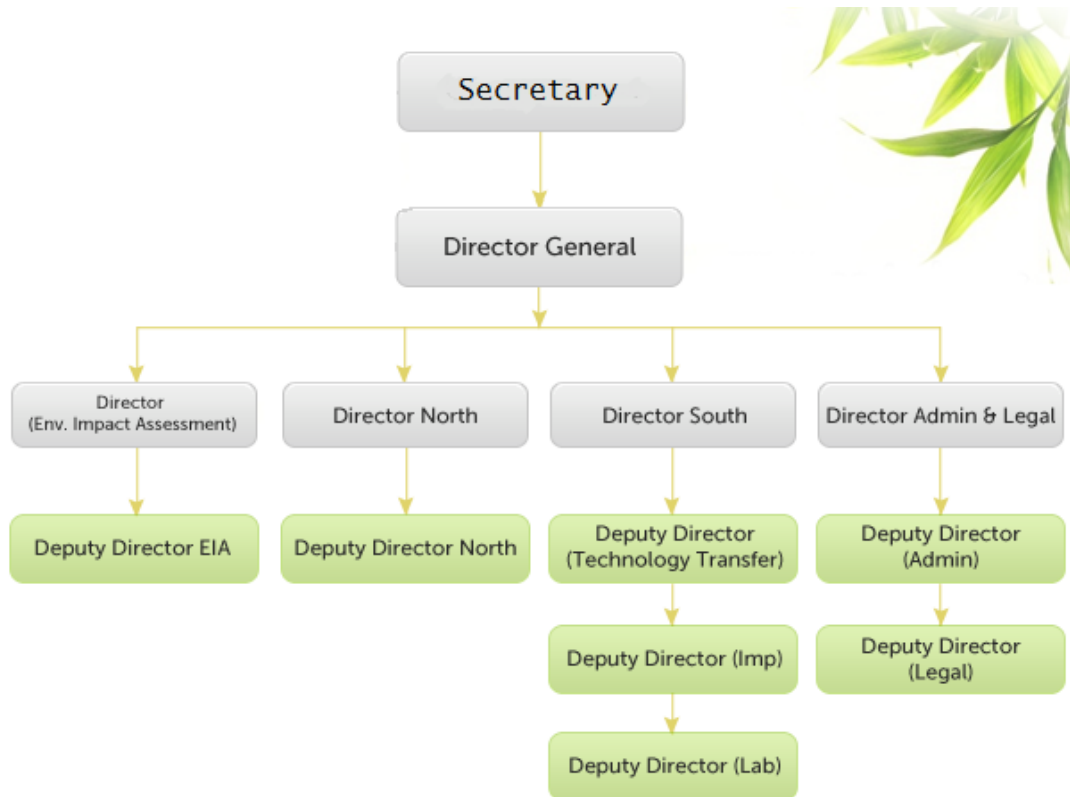 Secretary
Director General
Director
(Env. Impact Assessment)
Director North
Director South
Director Admin & Legal
Deputy Director EIA
Deputy Director North
Deputy Director
(Technology Transfer)
Deputy Director
(Admin)
Deputy Director (Imp)
Deputy Director
(Legal)
Deputy Director (Lab)